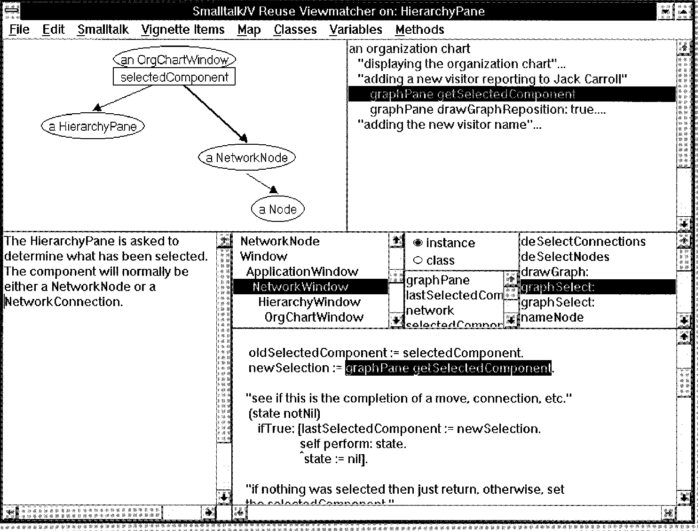 Smalltalk/V Reuse Viewmatcher on: HierarchyPane
File Edit Smalltalk Vignette Items Map Classes Variables Methods
an OrgChartWindow
selectedComponent
a HierarchyPane
a NetworkNode
a Node
an organization chart
"displaying the organization chart"...
"adding a new visitor reporting to Jack Carroll"
graphPane getSelectedComponent
graphPane drawGraphReposition: true....
"adding the new visitor name"...
The HierarchyPane is asked to
determine what has been selected.
The component will normally be
either a NetworkNode or a
NetworkConnection.
NetworkNode
Window
ApplicationWindow
NetworkWindow
HierarchyWindow
OrgChartWindow
instance
class
graphPane
lastSelectedCom
network
selectedCompon
deSelectConnections
deSelectNodes
drawGraph:
graphSelect:
graphSelect:
nameNode
oldSelectedComponent := selectedComponent.
newSelection := graphPane getSelectedComponent.
"see if this is the completion of a move, connection, etc."
(state notNil)
ifTrue: [lastSelectedComponent := newSelection.
self perform: state.
^state := nil].
"if nothing was selected then just return, otherwise, set
the selectedComponent"